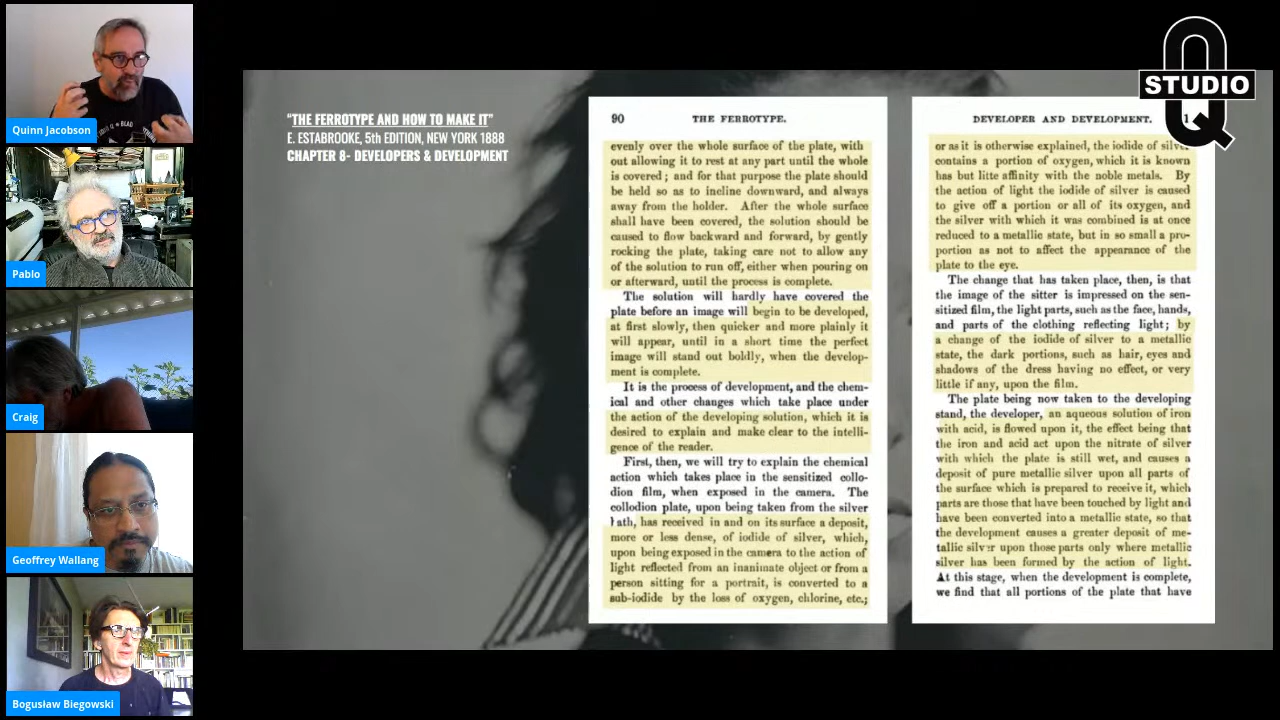 Quinn Jacobson
Pablo
Craig
Geoffrey Wallang
Bogusław Biegowski
"THE FERROTYPE AND HOW TO MAKE IT"
E. ESTABROOKE, 5th EDITION, NEW YORK 1888
CHAPTER 8- DEVELOPERS & DEVELOPMENT
90 THE FERROTYPE.
evenly over the whole surface of the plate, with
out allowing it to rest at any part until the whole
is covered; and for that purpose the plate should
be held so as to incline downward, and always
away from the holder. After the whole surface
shall have been covered, the solution should be
caused to flow backward and forward, by gently
rocking the plate, taking care not to allow any
of the solution to run off, either when pouring on
or afterward, until the process is complete.
The solution will hardly have covered the
plate before an image will begin to be developed,
at first slowly, then quicker and more plainly it
will appear, until in a short time the perfect
image will stand out boldly, when the develop-
ment is complete.
It is the process of development, and the chem-
ical and other changes which take place under
the action of the developing solution, which it is
desired to explain and make clear to the intelli-
gence of the reader.
First, then, we will try to explain the chemical
action which takes place in the sensitized collo-
dion film, when exposed in the camera. The
collodion plate, upon being taken from the silver
bath, has received in and on its surface a deposit,
more or less dense, of iodide of silver, which,
upon being exposed in the camera to the action of
light reflected from an inanimate object or from a
person sitting for a portrait, is converted to a
sub-iodide by the loss of oxygen, chlorine, etc.;
DEVELOPER AND DEVELOPMENT.
or as it is otherwise explained, the iodide of silver
contains a portion of oxygen, which it is known
has but litte affinity with the noble metals. By
the action of light the iodide of silver is caused
to give off a portion or all of its oxygen, and
the silver with which it was combined is at once
reduced to a metallic state, but in so small a pro-
portion as not to affect the appearance of the
plate to the eye.
The change that has taken place, then, is that
the image of the sitter is impressed on the sen-
sitized film, the light parts, such as the face, hands,
and parts of the clothing reflecting light; by
a change of the iodide of silver to a metallic
state, the dark portions, such as hair, eyes and
shadows of the dress having no effect, or very
little if any, upon the film.
The plate being now taken to the developing
stand, the developer, an aqueous solution of iron
with acid, is flowed upon it, the effect being that
the iron and acid act upon the nitrate of silver
with which the plate is still wet, and causes a
deposit of pure metallic silver upon all parts of
the surface which is prepared to receive it, which
parts are those that have been touched by light and
have been converted into a metallic state, so that
the development causes a greater deposit of me-
tallic silver upon those parts only where metallic
silver has been formed by the action of light.
At this stage, when the development is complete,
we find that all portions of the plate that have
Q
STUDIO